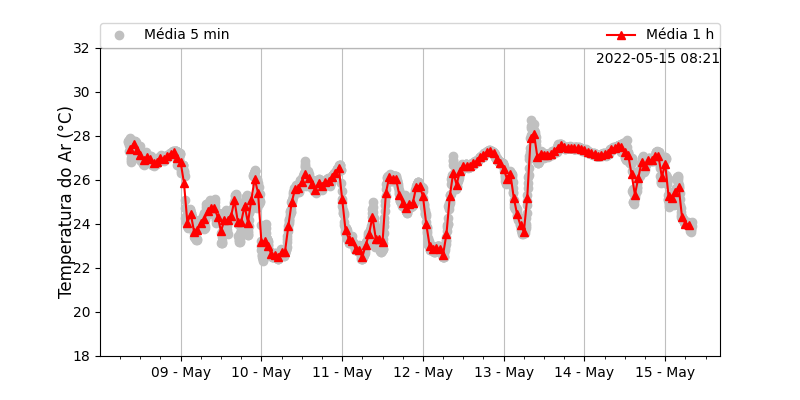 Média 5 min
Média 1 h
2022-05-15 08:21
Temperatura do Ar (°C)
32
30
28
26
24
22
20
18
09 - May
10 - May
11 - May
12 - May
13 - May
14 - May
15 - May